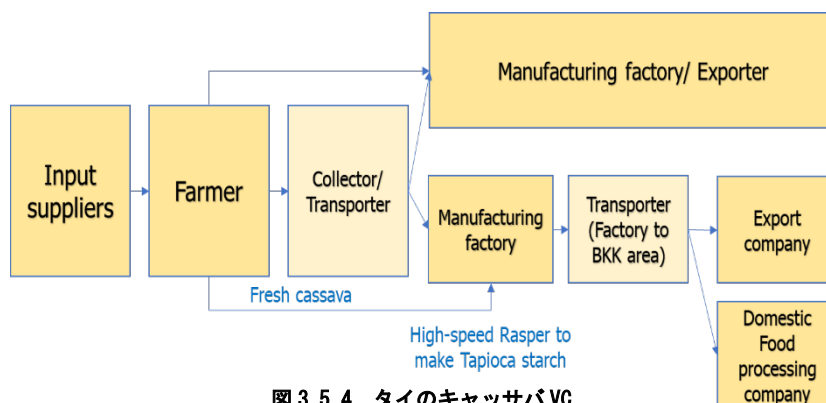 Manufacturing factory/ Exporter
Input
suppliers
Farmer
Collector/
Transporter
Manufacturing
factory
Transporter
(Factory to
BKK area)
Export
company
Fresh cassava
High-speed Rasper to
make Tapioca starch
Domestic
Food
processing
company
図 3.5.4 タイのキャッサバ VC